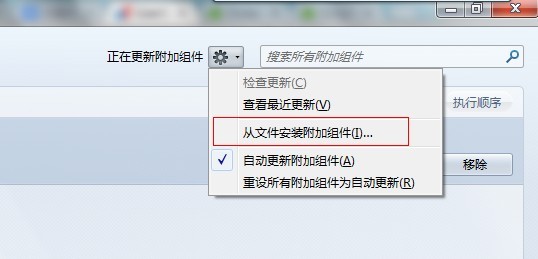 正在更新附加组件
搜索所有附加组件
检查更新(C)
查看最近更新(V)
执行顺序
从文件安装附加组件(I)...
自动更新附加组件(A)
移除
重设所有附加组件为自动更新(R)